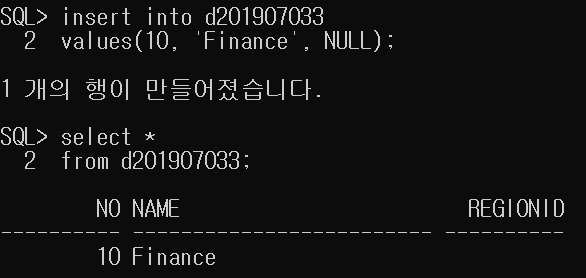 SQL> insert into d201907033
  2  values(10, 'Finance', NULL);
1 개의 행이 만들어졌습니다.
SQL> select *
  2  from d201907033;
        NO NAME                        REGIONID
---------- ------------------------- ----------
        10 Finance